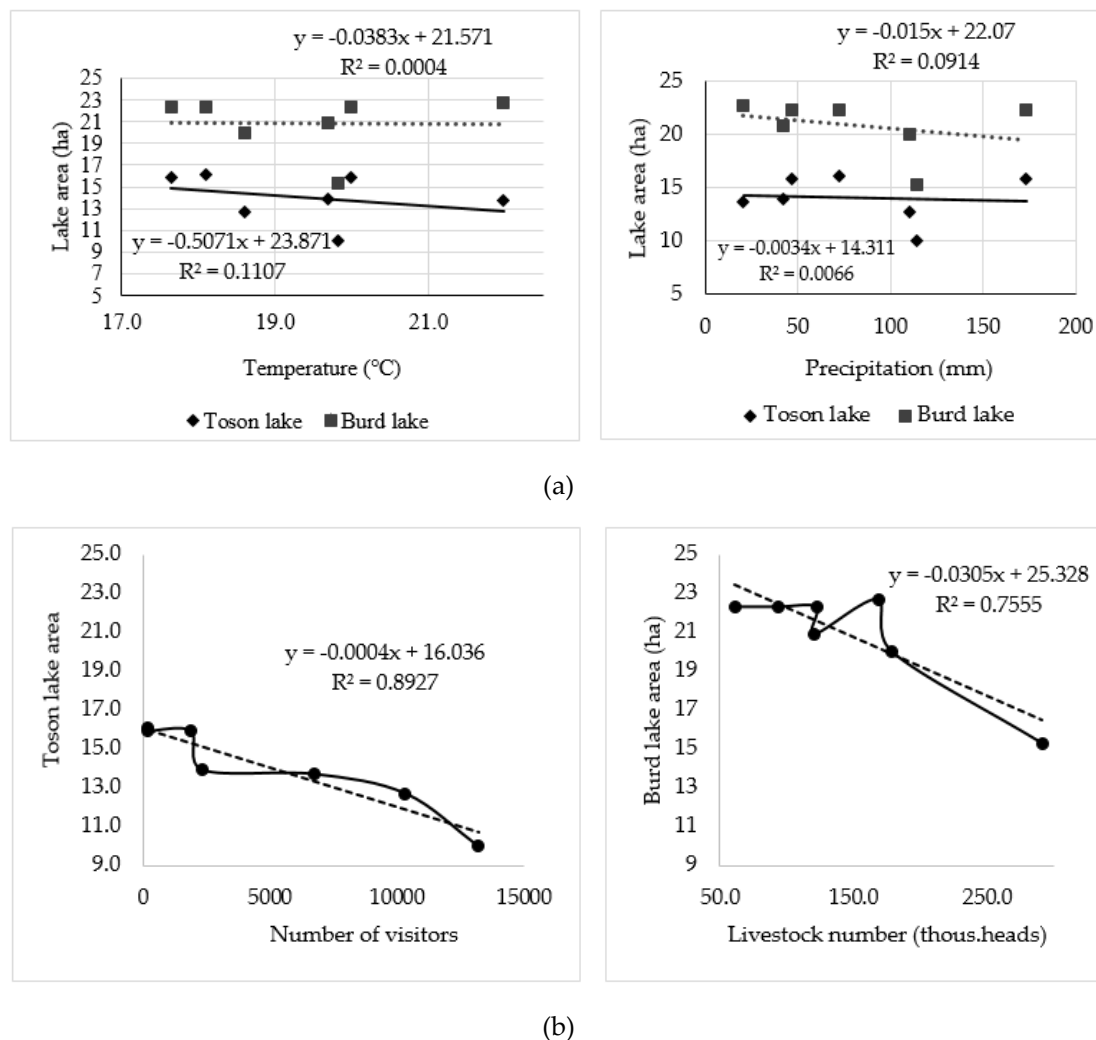 y = -0.0383x + 21.571
R² = 0.0004
25
23
21
19
17
15
13
11
9
7
5
Lake area (ha)
y = -0.5071x + 23.871
R² = 0.1107
17.0 19.0 21.0
Temperature (°C)
Toson lake Burd lake
y = -0.015x + 22.07
R² = 0.0914
25
20
15
10
5
Lake area (ha)
y = -0.0034x + 14.311
R² = 0.0066
0 50 100 150 200
Precipitation (mm)
Toson lake Burd lake
(a)
25.0
23.0
21.0
19.0
17.0
15.0
13.0
11.0
9.0
Toson lake area
y = -0.0004x + 16.036
R² = 0.8927
0 5000 10000 15000
Number of visitors
25
23
21
19
17
15
13
11
9
Burd lake area (ha)
y = -0.0305x + 25.328
R² = 0.7555
50.0 150.0 250.0
Livestock number (thous.heads)
(b)